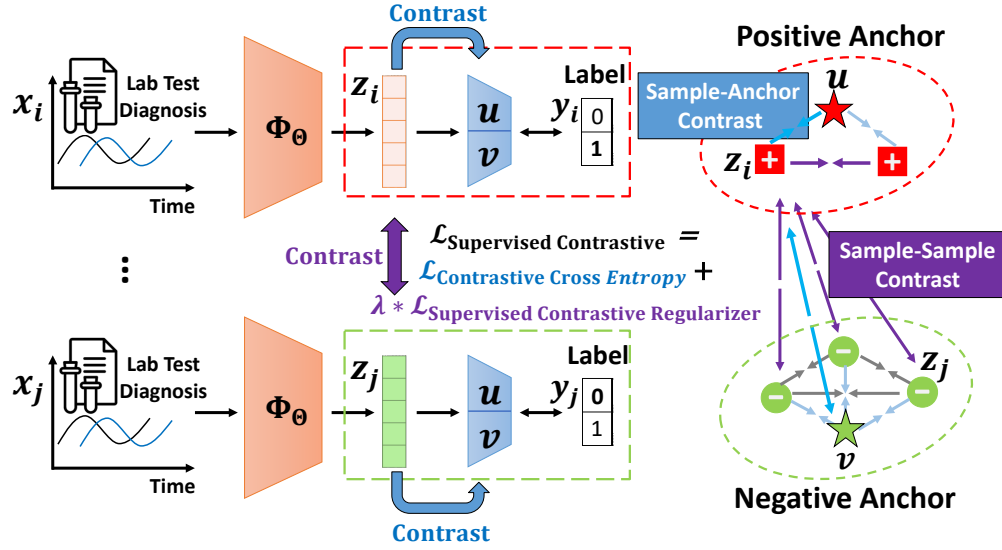 Contrast
Positive Anchor
Lab Test
Diagnosis
x_i
Time
Φ_Θ
z_i
u
v
Label
y_i
0
1
Sample-Anchor
Contrast
u
z_i
+
+
Contrast
ℒ_Supervised Contrastive =
ℒ_Contrastive Cross Entropy +
λ * ℒ_Supervised Contrastive Regularizer
Sample-Sample
Contrast
⋮
Lab Test
Diagnosis
x_j
Time
Φ_Θ
z_j
u
v
Label
y_j
0
1
Contrast
−
−
−
z_j
v
Negative Anchor